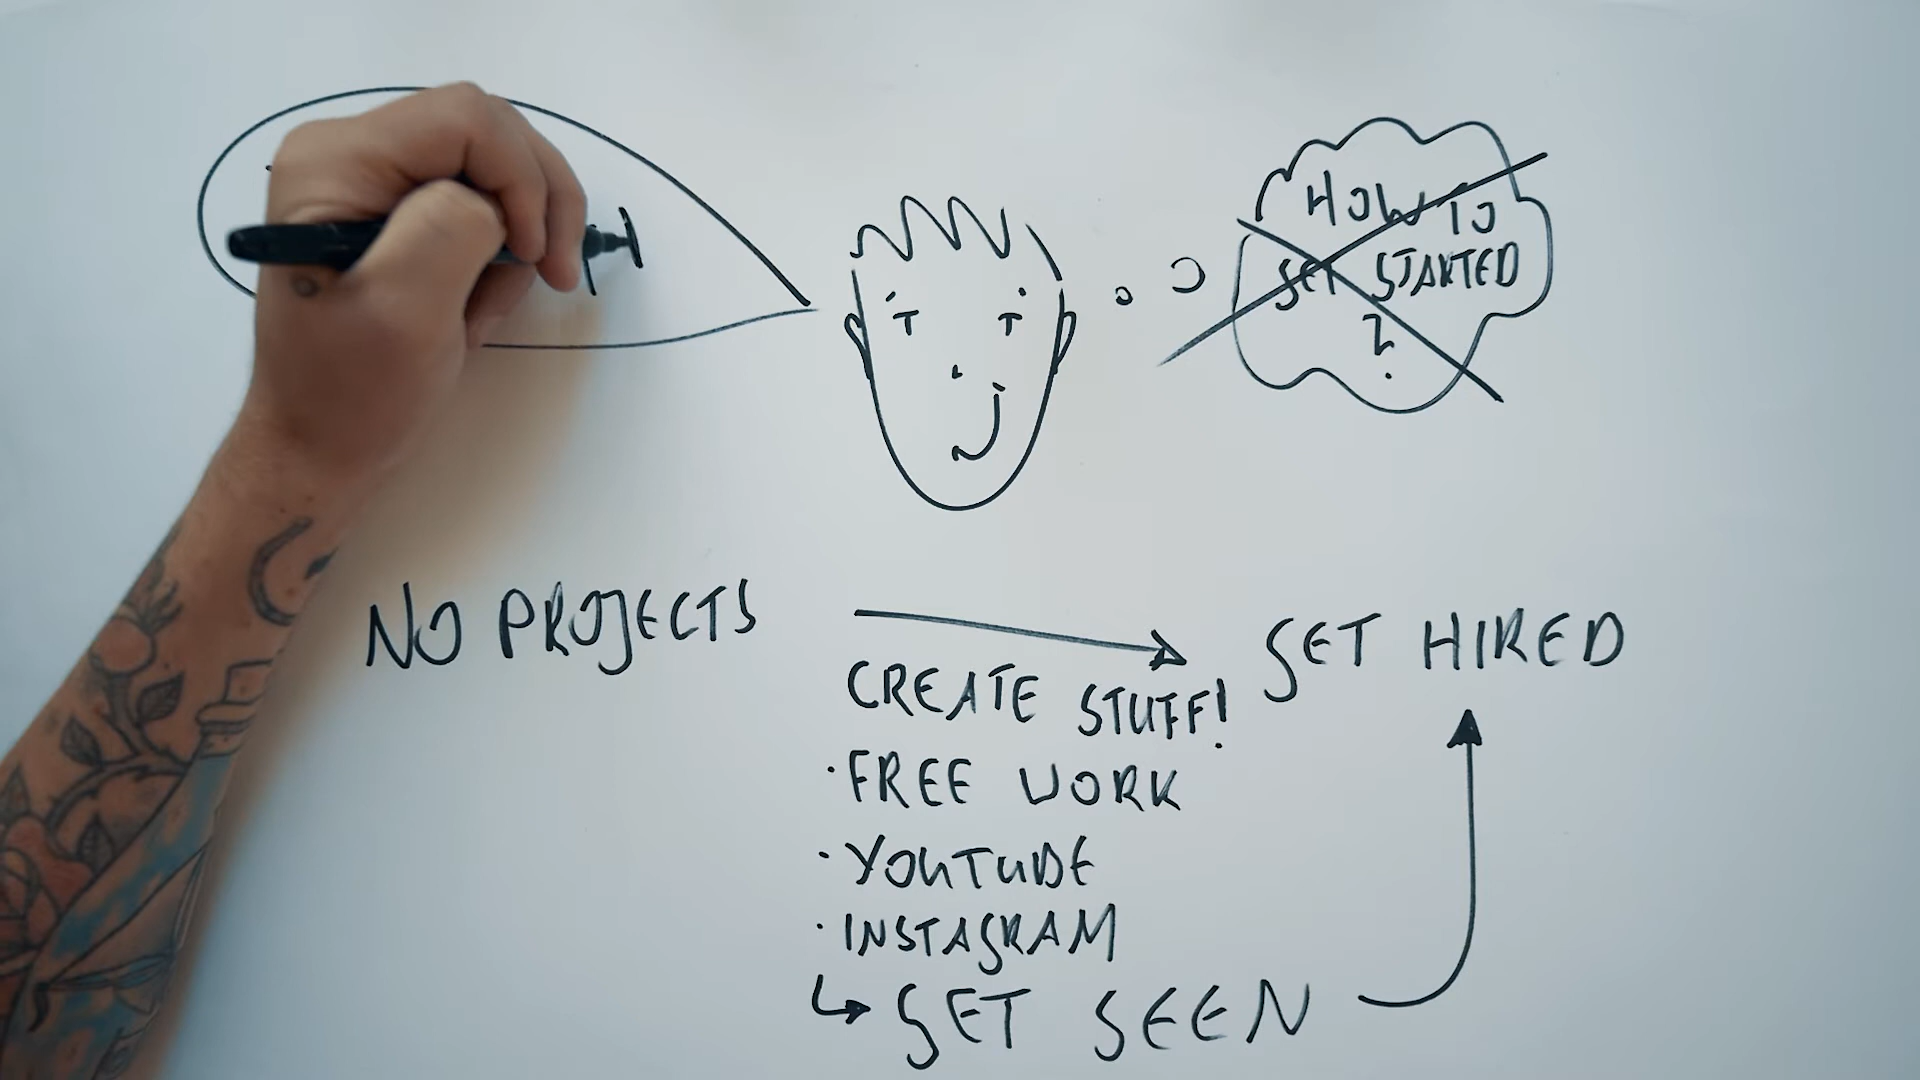 HOW TO
GET STARTED
?
NO PROJECTS
GET HIRED
CREATE STUFF!
· FREE WORK
· YOUTUBE
· INSTAGRAM
GET SEEN